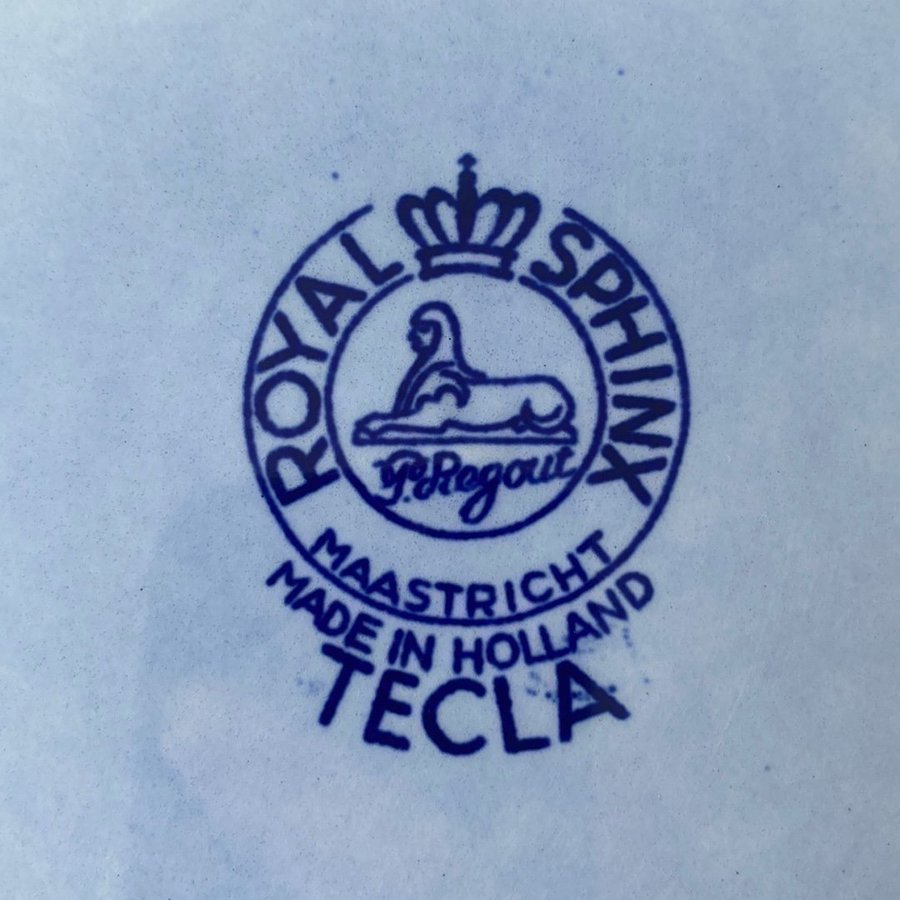 ROYAL SPHINX
P. Regout
MAASTRICHT
MADE IN HOLLAND
TECLA